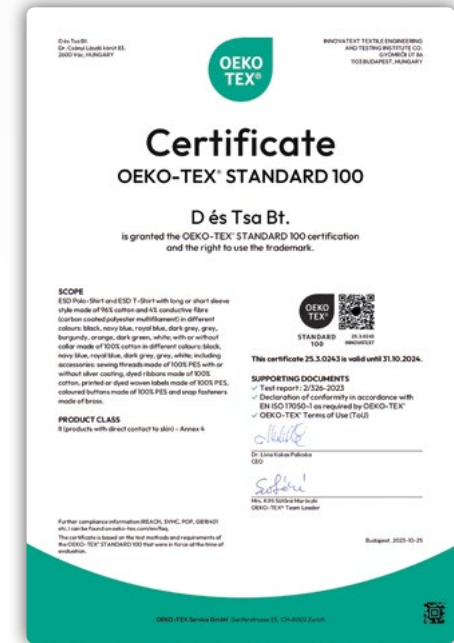 D és Tsa Bt.
Dr. Csányi László körút 83.
2600 Vác, HUNGARY
INNOVATEXT TEXTILE ENGINEERING
AND TESTING INSTITUTE CO.
GYÖMRŐI ÚT 86
1103 BUDAPEST, HUNGARY
OEKO
TEX®
Certificate
OEKO-TEX® STANDARD 100
D és Tsa Bt.
is granted the OEKO-TEX® STANDARD 100 certification
and the right to use the trademark.
SCOPE
ESD Polo-Shirt and ESD T-Shirt with long or short sleeve
style made of 96% cotton and 4% conductive fibre
(carbon coated polyester multifilament) in different
colours: black, navy blue, royal blue, dark grey, grey,
burgundy, orange, dark green, white; with or without
collar made of 100% cotton in different colours: black,
navy blue, royal blue, dark grey, grey, white; including
accessories: sewing threads made of 100% PES with or
without silver coating, dyed ribbons made of 100%
cotton, printed or dyed woven labels made of 100% PES,
coloured buttons made of 100% PES and snap fasteners
made of brass.
PRODUCT CLASS
II (products with direct contact to skin) - Annex 4
OEKO
TEX®
STANDARD
100
25.3.0243
INNOVATEXT
This certificate 25.3.0243 is valid until 31.10.2024.
SUPPORTING DOCUMENTS
✓ Test report: 2/326-2023
✓ Declaration of conformity in accordance with
EN ISO 17050-1 as required by OEKO-TEX®
✓ OEKO-TEX® Terms of Use (ToU)
CEO
OEKO-TEX® Team Leader
Further compliance information (REACH, SVHC, POP, GB18401
etc.) can be found on oeko-tex.com/en/faq.
The certificate is based on the test methods and requirements of
the OEKO-TEX® STANDARD 100 that were in force at the time of
evaluation.
Budapest, 2023-10-25
OEKO-TEX Service GmbH Genferstrasse 23, CH-8002 Zurich